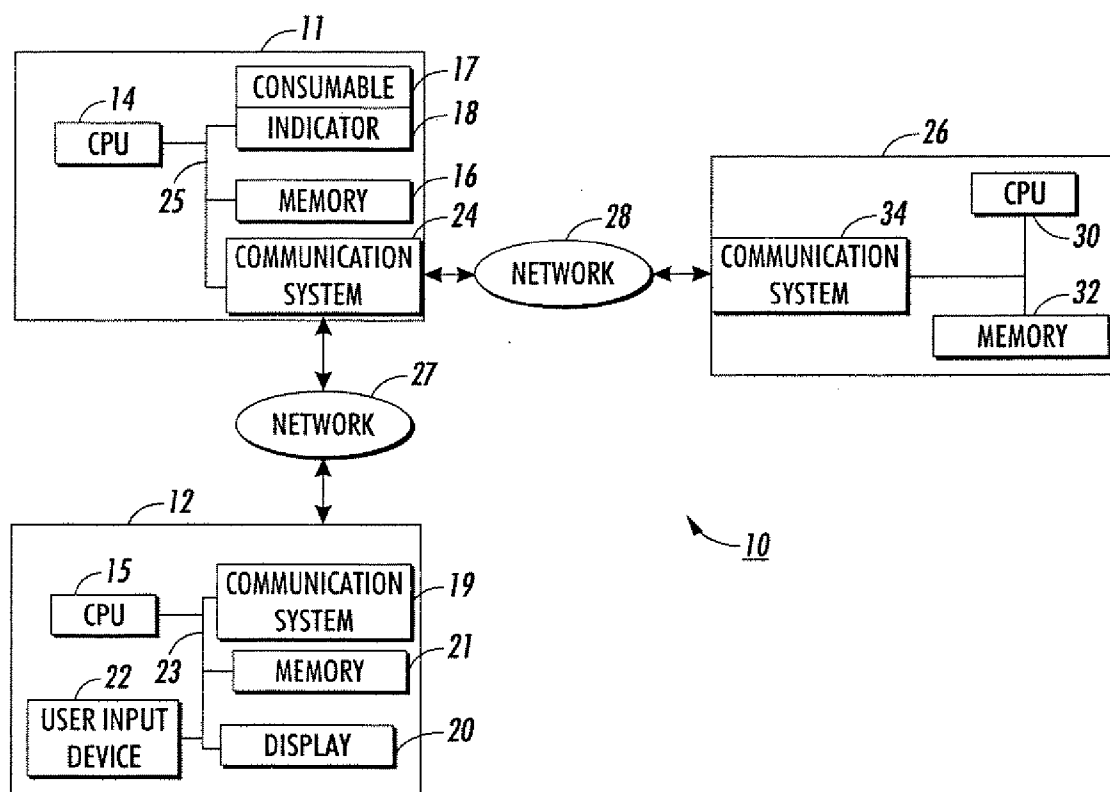 11
CONSUMABLE
17
14
CPU
INDICATOR
18
25
MEMORY
16
24
COMMUNICATION
SYSTEM
28
NETWORK
26
CPU
30
34
COMMUNICATION
SYSTEM
32
MEMORY
27
NETWORK
10
12
15
CPU
COMMUNICATION
SYSTEM
19
23
MEMORY
21
22
USER INPUT
DEVICE
DISPLAY
20